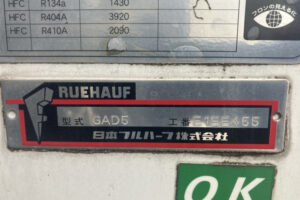 HFC R134a 1430
HFC R404A 3920
HFC R410A 2090
フロンの見える化
RUEHAUF
型式 GAD5 工番
日本フルハーフ株式会社
OK